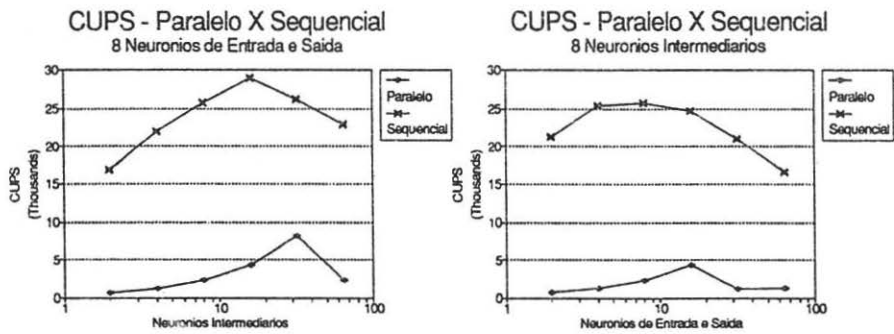 CUPS - Paralelo X Sequencial
8 Neuronios de Entrada e Saida
CUPS
(Thousands)
30
25
20
15
10
5
0
1
10
100
Neuronios Intermediarios
Paralelo
Sequencial
CUPS - Paralelo X Sequencial
8 Neuronios Intermediarios
CUPS
(Thousands)
30
25
20
15
10
5
0
1
10
100
Neuronios de Entrada e Saida
Paralelo
Sequencial